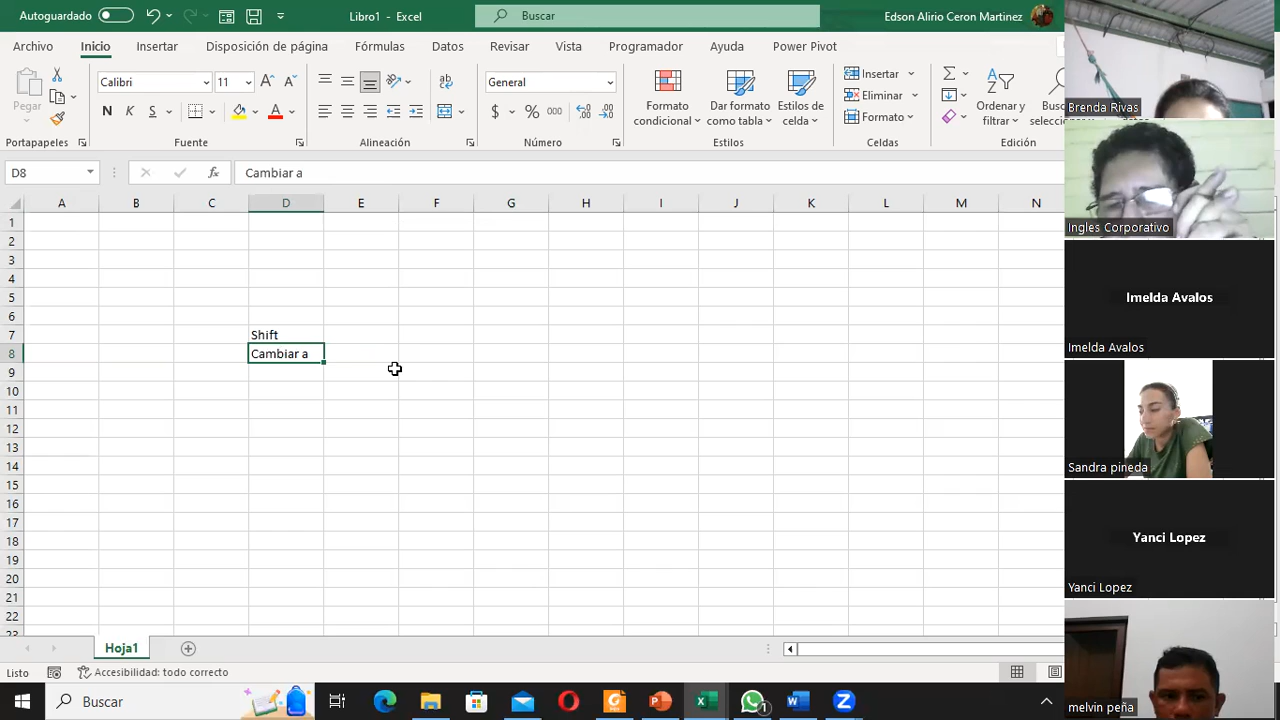 Autoguardado
Libro1 - Excel
Buscar
Edson Alirio Ceron Martinez
Archivo Inicio Insertar Disposición de página Fórmulas Datos Revisar Vista Programador Ayuda Power Pivot
Pegar
Calibri 11
N K S
General
$ % 000
Formato condicional
Dar formato como tabla
Estilos de celda
Insertar
Eliminar
Formato
Ordenar y filtrar
Portapapeles Fuente Alineación Número Estilos Celdas Edición
D8 fx Cambiar a
A B C D E F G H I J K L M N
1
2
3
4
5
6
7 Shift
8 Cambiar a
9
10
11
12
13
14
15
16
17
18
19
20
21
22
23
Hoja1
Listo Accesibilidad: todo correcto
Buscar
Brenda Rivas
Ingles Corporativo
Imelda Avalos
Imelda Avalos
Sandra pineda
Yanci Lopez
Yanci Lopez
melvin peña